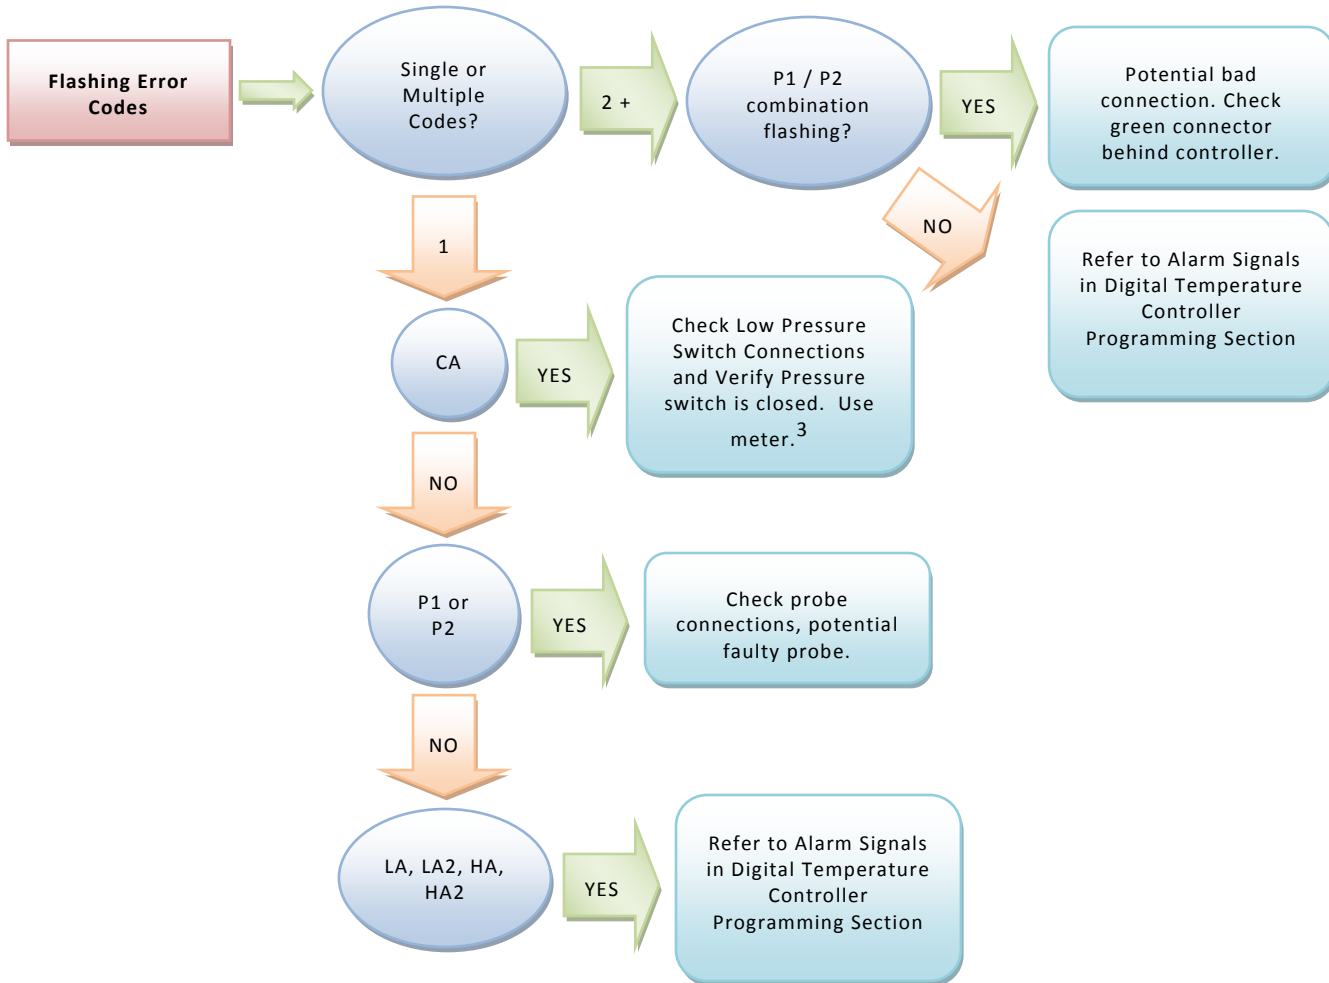 Flashing Error
Codes
Single or
Multiple
Codes?
2 +
P1 / P2
combination
flashing?
YES
Potential bad
connection. Check
green connector
behind controller.
NO
Refer to Alarm Signals
in Digital Temperature
Controller
Programming Section
1
CA
YES
Check Low Pressure
Switch Connections
and Verify Pressure
switch is closed.  Use
meter.3
NO
P1 or
P2
YES
Check probe
connections, potential
faulty probe.
NO
LA, LA2, HA,
HA2
YES
Refer to Alarm Signals
in Digital Temperature
Controller
Programming Section